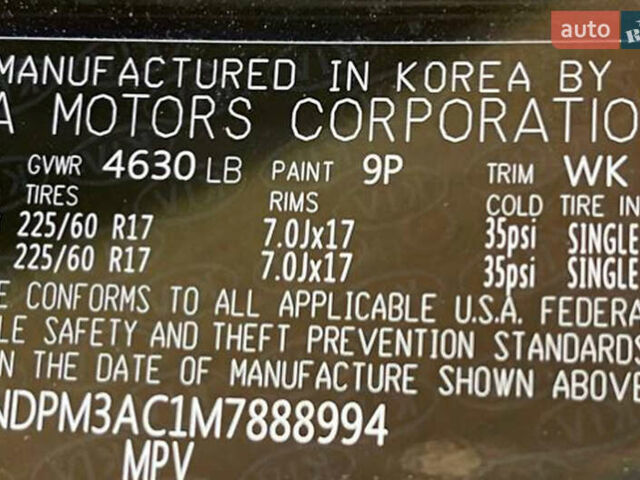 auto
MANUFACTURED IN KOREA BY
A MOTORS CORPORATIO
GVWR 4630 LB PAINT 9P TRIM WK
TIRES RIMS COLD TIRE IN
225/60 R17 7.0Jx17 35psi SINGLE
225/60 R17 7.0Jx17 35psi SINGLE
E CONFORMS TO ALL APPLICABLE U.S.A. FEDERA
LE SAFETY AND THEFT PREVENTION STANDARDS
N THE DATE OF MANUFACTURE SHOWN ABOVE
NDPM3AC1M7888994
MPV